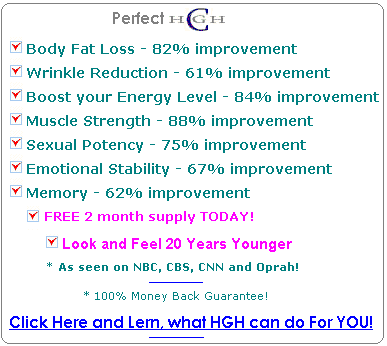 Perfect HGH
Body Fat Loss - 82% improvement
Wrinkle Reduction - 61% improvement
Boost your Energy Level - 84% improvement
Muscle Strength - 88% improvement
Sexual Potency - 75% improvement
Emotional Stability - 67% improvement
Memory - 62% improvement
FREE 2 month supply TODAY!
Look and Feel 20 Years Younger
* As seen on NBC, CBS, CNN and Oprah!
* 100% Money Back Guarantee!
Click Here and Lern, what HGH can do For YOU!